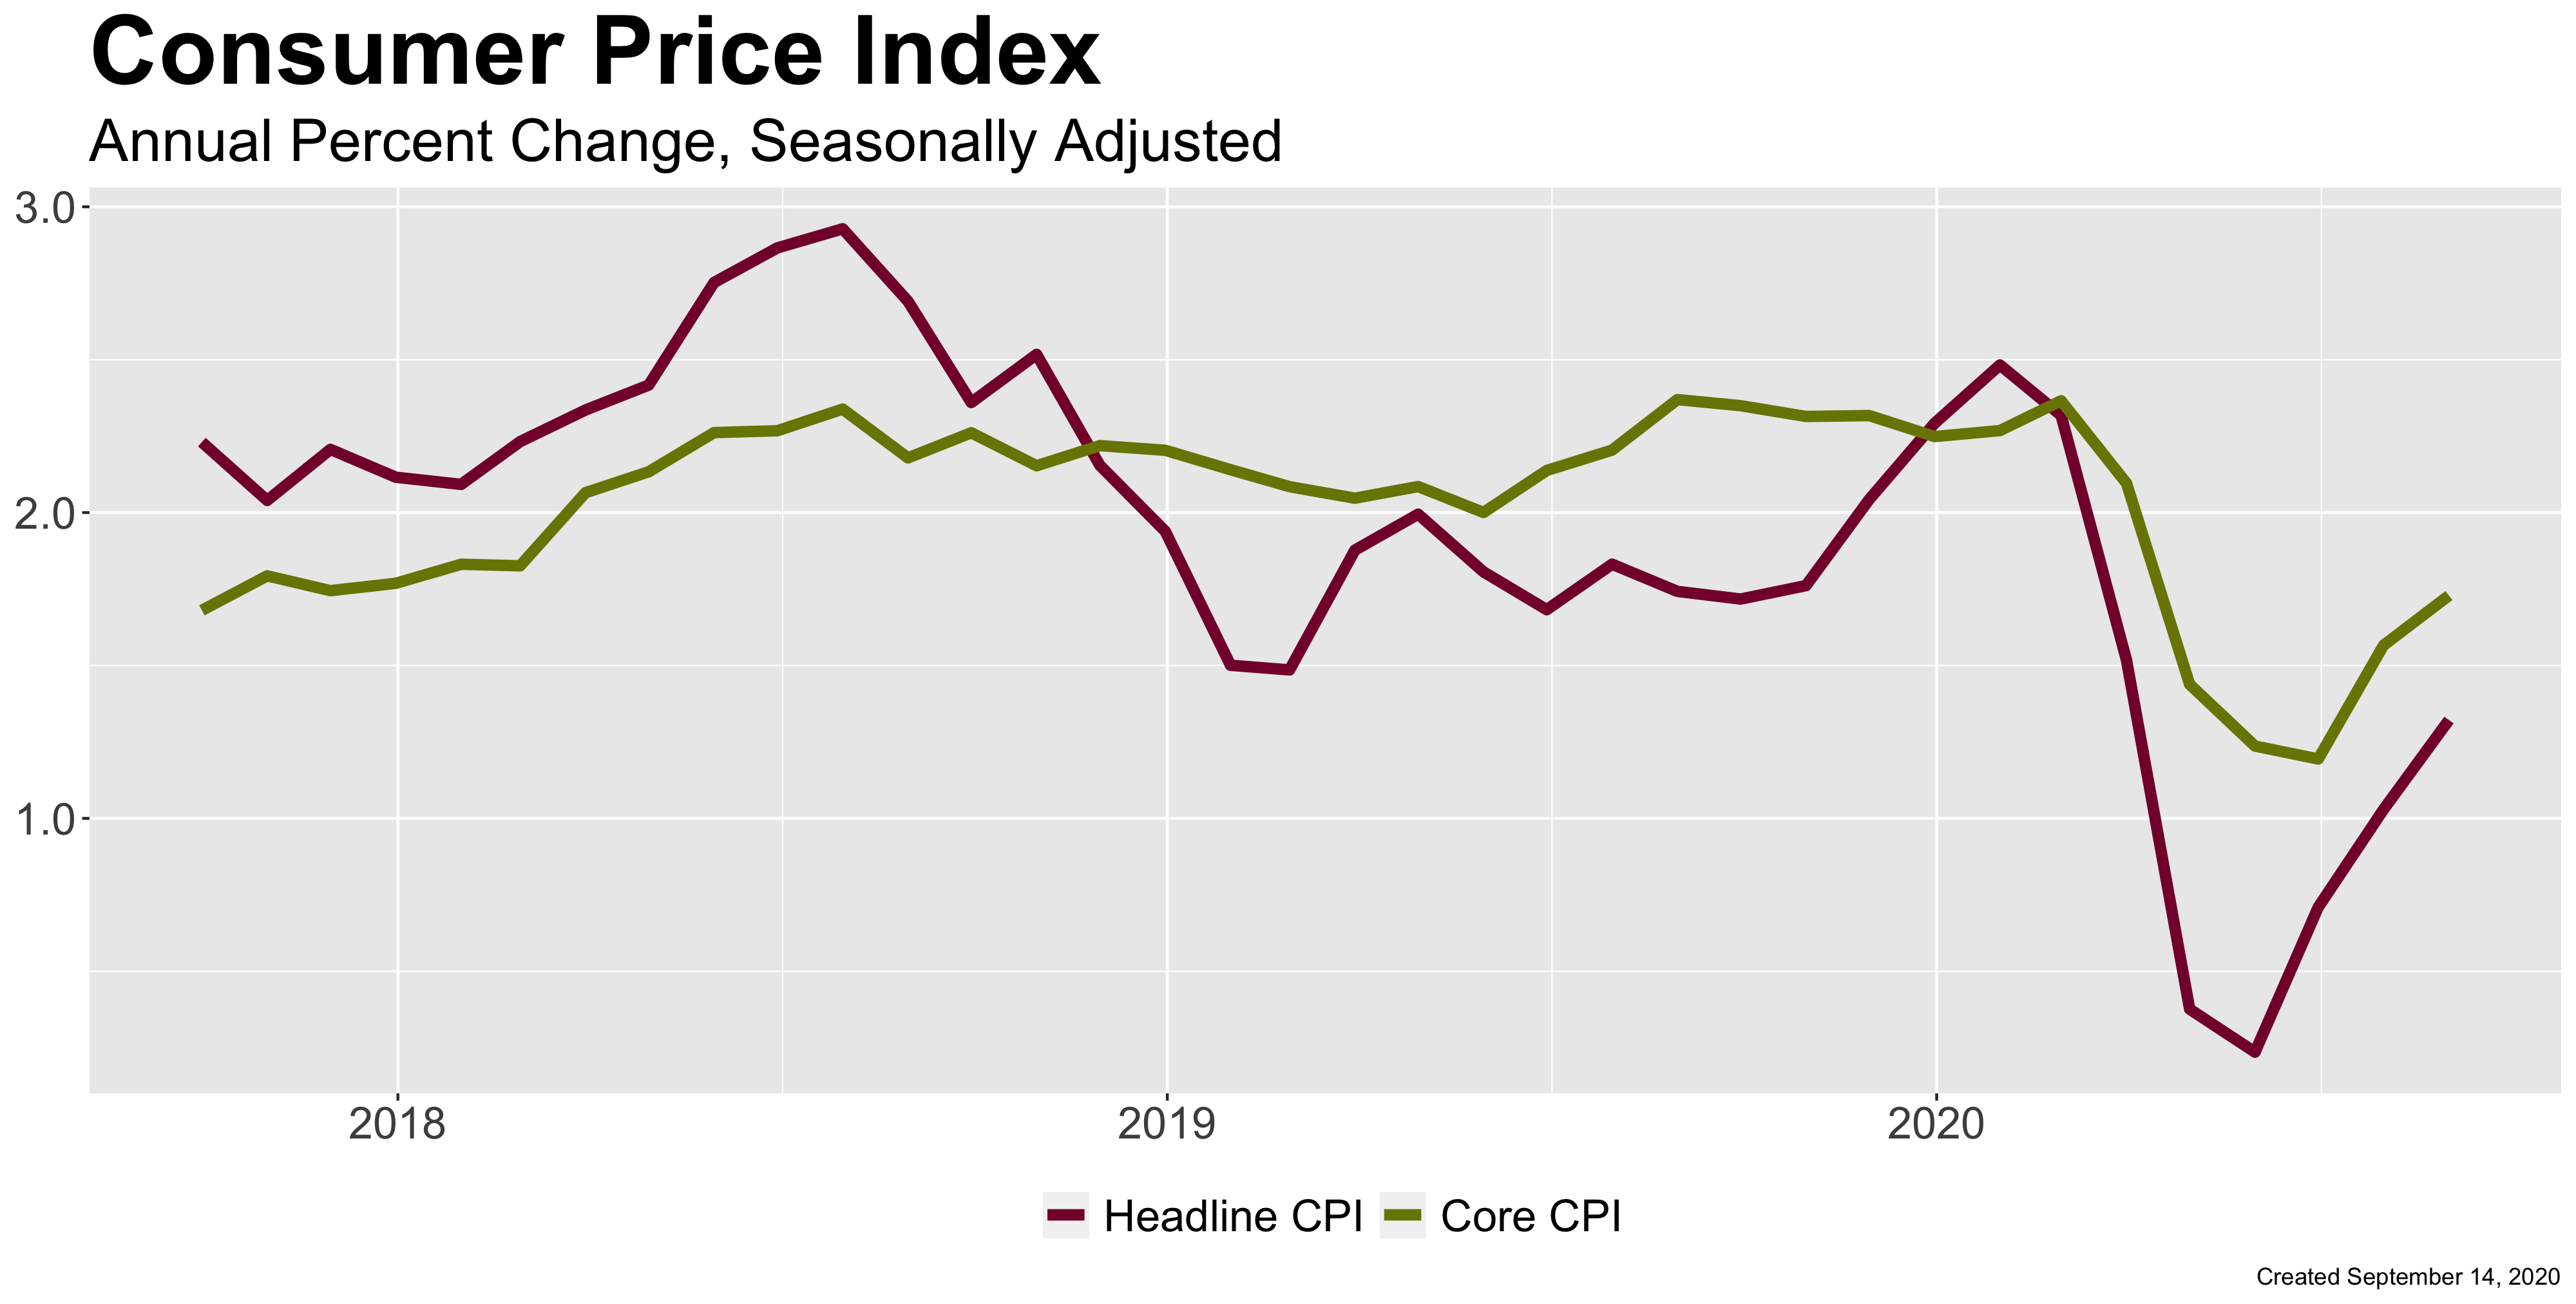 Consumer Price Index
Annual Percent Change, Seasonally Adjusted
3.0
2.0
1.0
2018 2019 2020
Headline CPI Core CPI
Created September 14, 2020